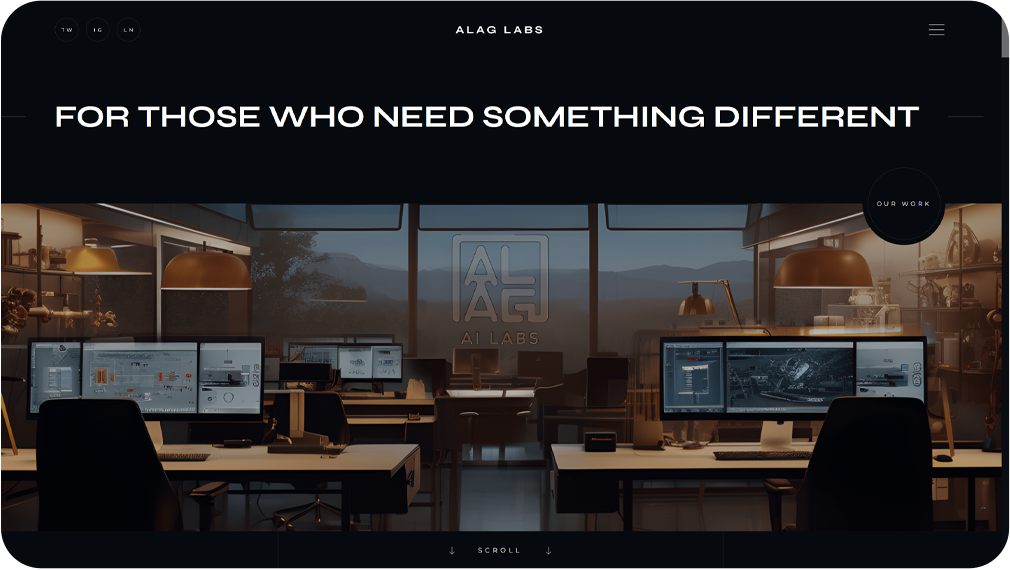 TW IG LN
ALAG LABS
FOR THOSE WHO NEED SOMETHING DIFFERENT
OUR WORK
AL
AG
AI LABS
SCROLL